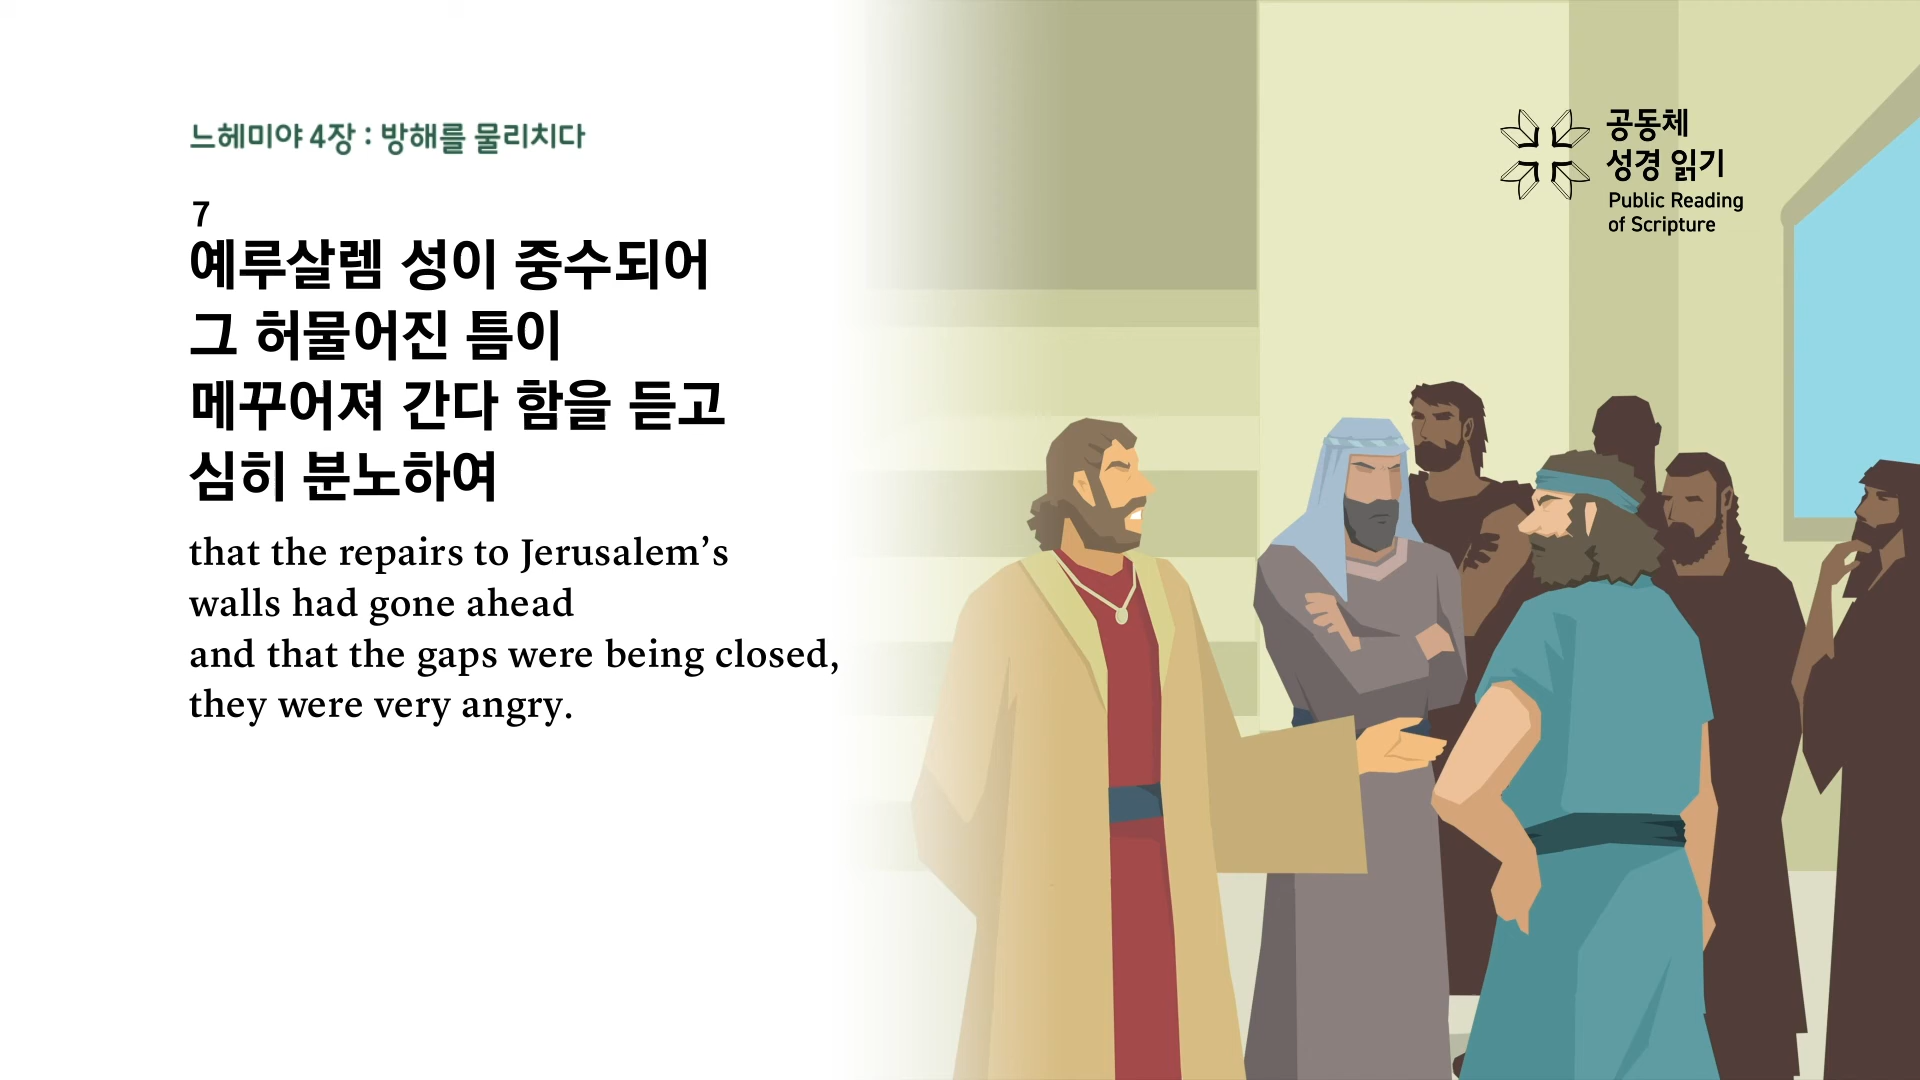 느헤미야 4장 : 방해를 물리치다
7
예루살렘 성이 중수되어
그 허물어진 틈이
메꾸어져 간다 함을 듣고
심히 분노하여
that the repairs to Jerusalem’s
walls had gone ahead
and that the gaps were being closed,
they were very angry.
공동체
성경 읽기
Public Reading
of Scripture